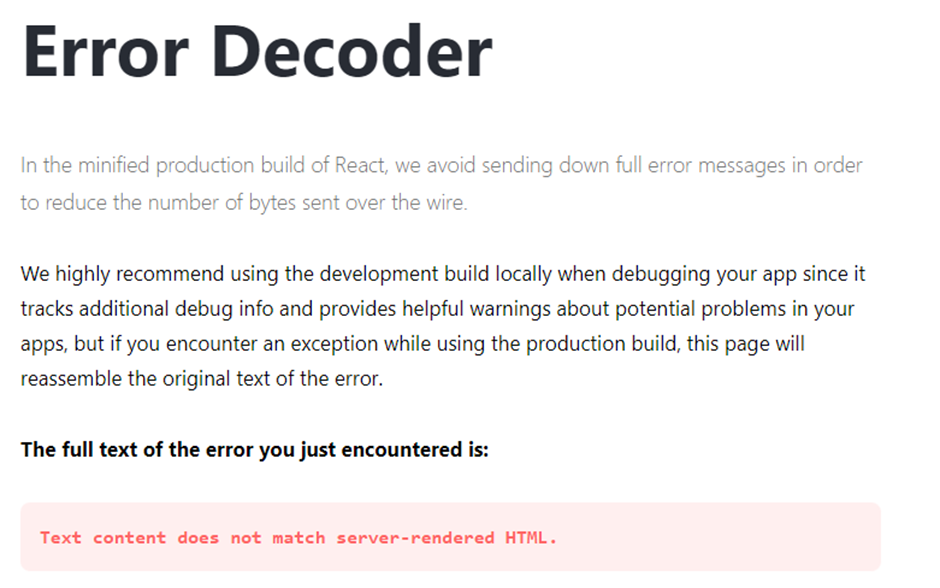 Error Decoder
In the minified production build of React, we avoid sending down full error messages in order
to reduce the number of bytes sent over the wire.
We highly recommend using the development build locally when debugging your app since it
tracks additional debug info and provides helpful warnings about potential problems in your
apps, but if you encounter an exception while using the production build, this page will
reassemble the original text of the error.
The full text of the error you just encountered is:
Text content does not match server-rendered HTML.